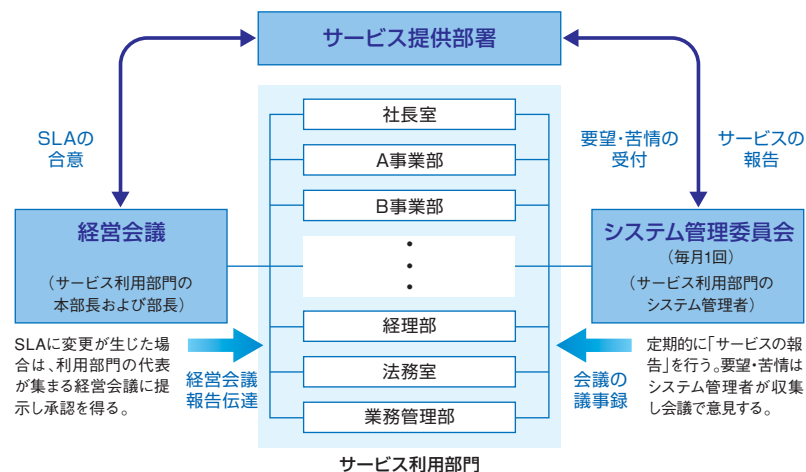 サービス提供部署
SLAの
合意
要望・苦情の
受付
サービスの
報告
社長室
A事業部
B事業部
・
・
・
経理部
法務室
業務管理部
サービス利用部門
経営会議
（サービス利用部門の
本部長および部長）
システム管理委員会
（毎月1回）
（サービス利用部門の
システム管理者）
SLAに変更が生じた場
合は、利用部門の代表
が集まる経営会議に提
示し承認を得る。
経営会議
報告伝達
会議の
議事録
定期的に「サービスの報
告」を行う。要望・苦情は
システム管理者が収集
し会議で意見する。